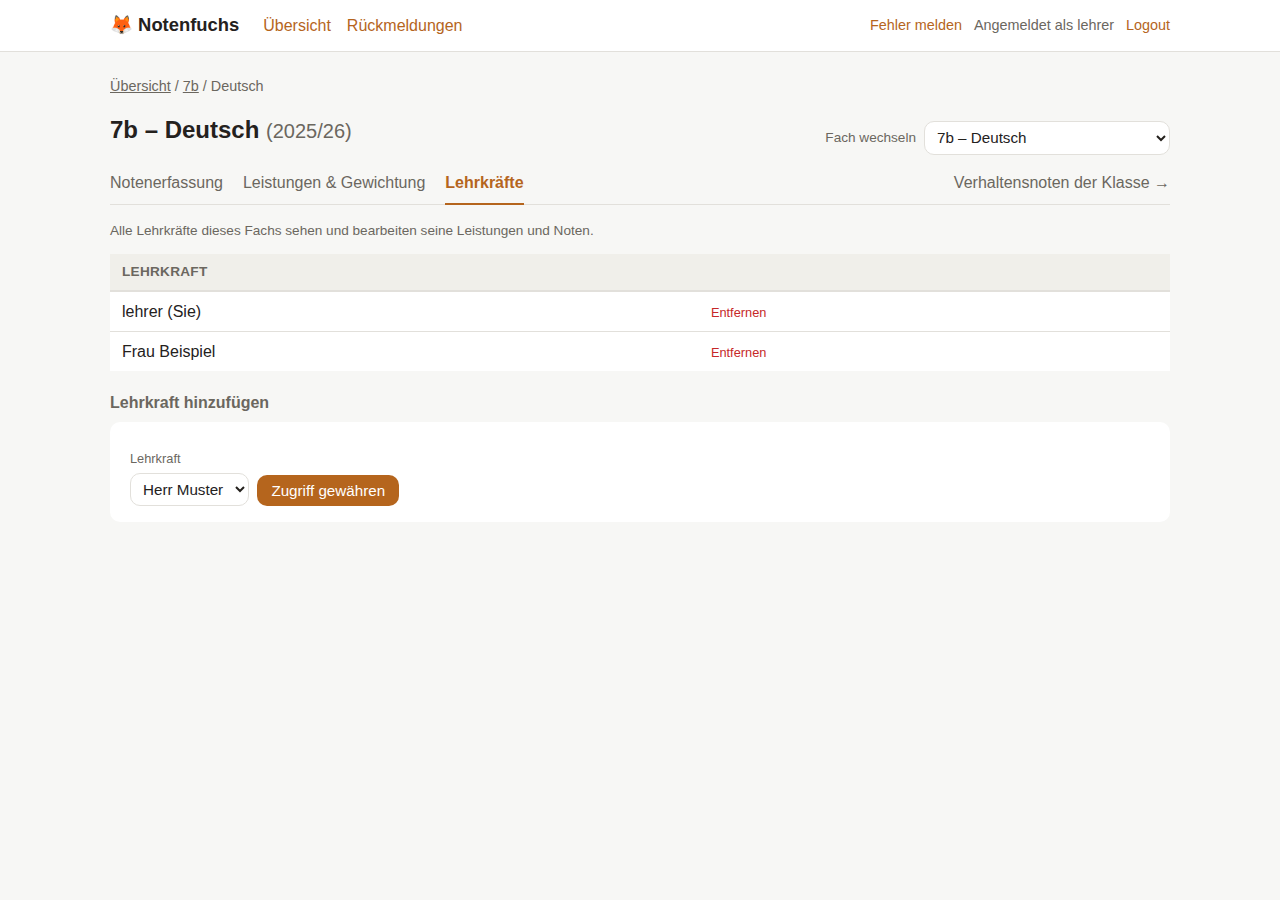 🦊 Notenfuchs Übersicht Rückmeldungen Fehler melden Angemeldet als lehrer Logout
Übersicht / 7b / Deutsch
7b – Deutsch (2025/26) Fach wechseln 7b – Deutsch
Notenerfassung Leistungen & Gewichtung Lehrkräfte Verhaltensnoten der Klasse →
Alle Lehrkräfte dieses Fachs sehen und bearbeiten seine Leistungen und Noten.
LEHRKRAFT
lehrer (Sie) Entfernen
Frau Beispiel Entfernen
Lehrkraft hinzufügen
Lehrkraft
Herr Muster Zugriff gewähren